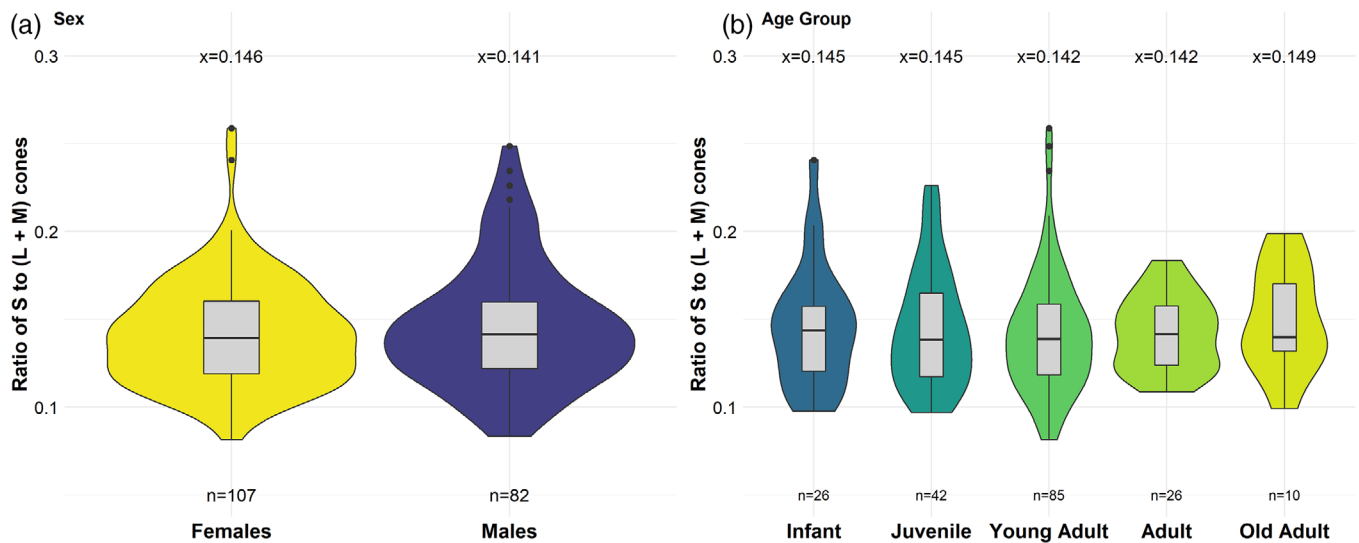 (a) Sex
x=0.146 x=0.141
0.3
0.2
0.1
Ratio of S to (L + M) cones
n=107 n=82
Females Males
(b) Age Group
x=0.145 x=0.145 x=0.142 x=0.142 x=0.149
0.3
0.2
0.1
Ratio of S to (L + M) cones
n=26 n=42 n=85 n=26 n=10
Infant Juvenile Young Adult Adult Old Adult